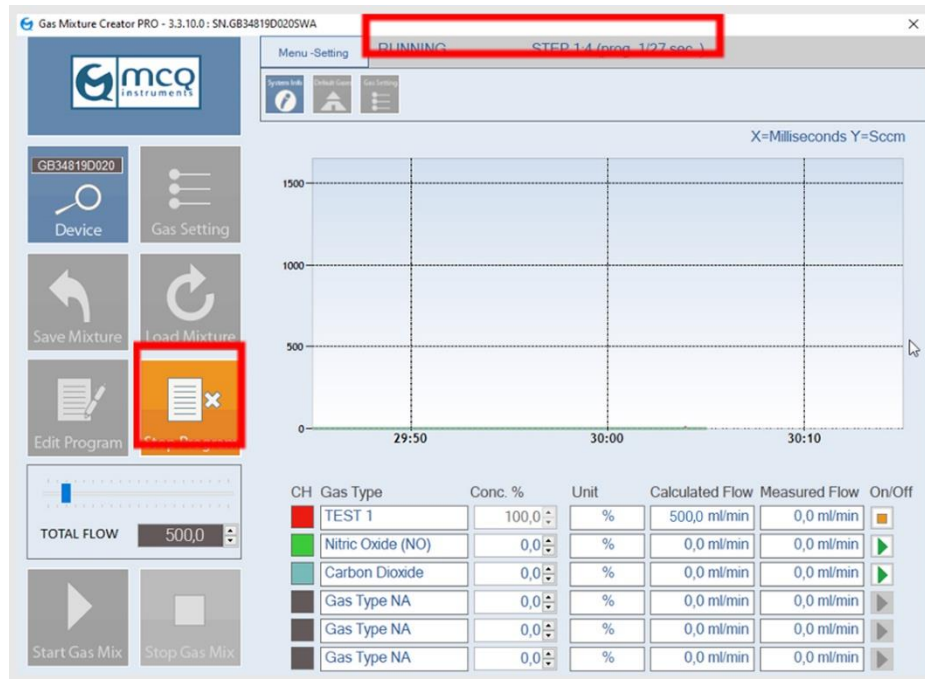 Gas Mixture Creator PRO - 3.3.10.0 : SN.GB34819D020SWA
mcq
instruments
Menu -Setting
RUNNING STEP 1:4 (prog. 1/27 sec. )
System Info Default Gases Gas Setting
X=Milliseconds Y=Sccm
GB34819D020
Device
Gas Setting
Save Mixture
Load Mixture
Edit Program
Stop Program
TOTAL FLOW 500,0
Start Gas Mix
Stop Gas Mix
1500
1000
500
0
29:50 30:00 30:10
CH Gas Type Conc. % Unit Calculated Flow Measured Flow On/Off
TEST 1 100,0 % 500,0 ml/min 0,0 ml/min
Nitric Oxide (NO) 0,0 % 0,0 ml/min 0,0 ml/min
Carbon Dioxide 0,0 % 0,0 ml/min 0,0 ml/min
Gas Type NA 0,0 % 0,0 ml/min 0,0 ml/min
Gas Type NA 0,0 % 0,0 ml/min 0,0 ml/min
Gas Type NA 0,0 % 0,0 ml/min 0,0 ml/min